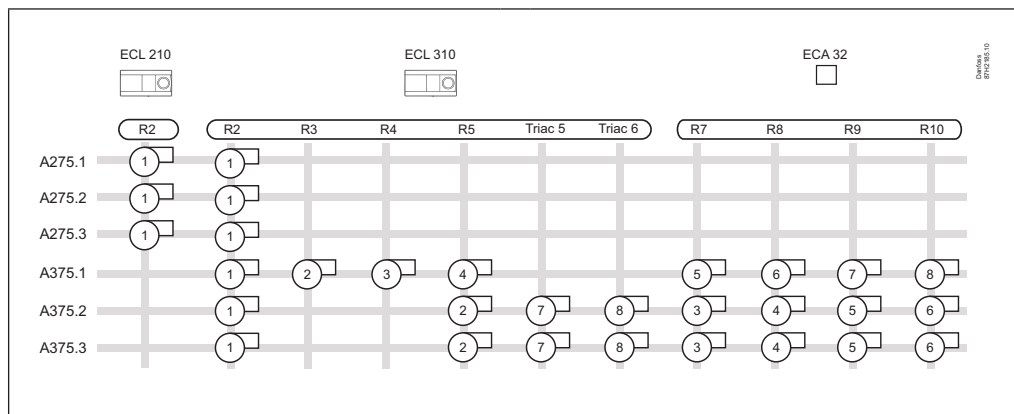 ECL 210 ECL 310 ECA 32
Danfoss
87H2185.10
R2 R2 R3 R4 R5 Triac 5 Triac 6 R7 R8 R9 R10
A275.1 1 1
A275.2 1 1
A275.3 1 1
A375.1 1 2 3 4 5 6 7 8
A375.2 1 2 7 8 3 4 5 6
A375.3 1 2 7 8 3 4 5 6